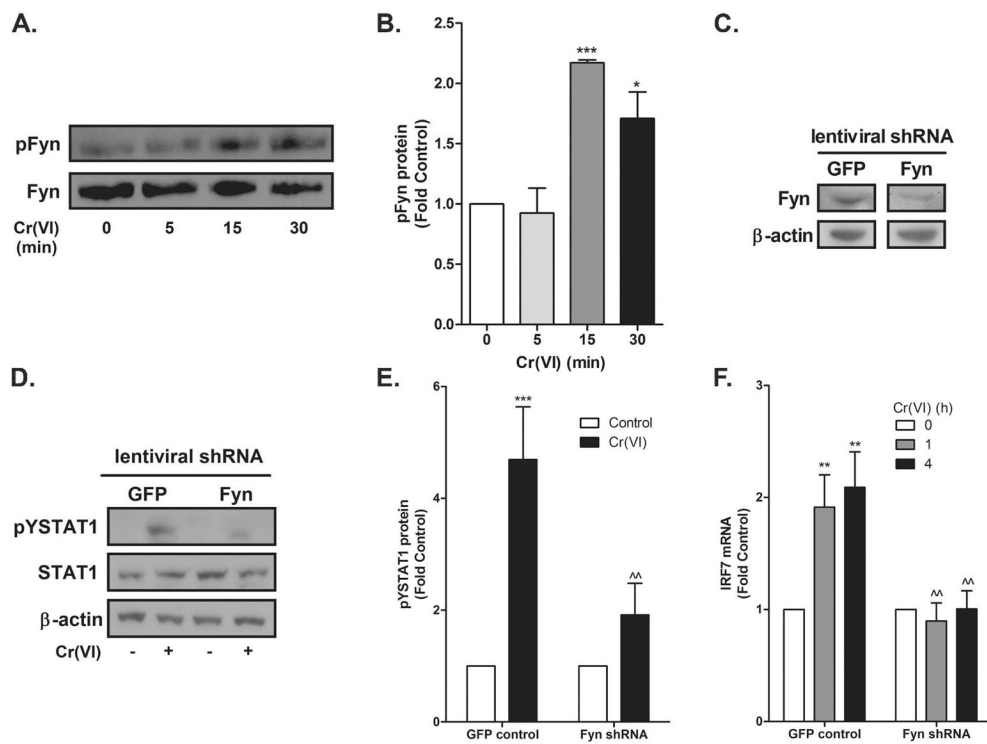 A.
pFyn
Fyn
Cr(VI) 0 5 15 30
(min)
B.
pFyn protein
(Fold Control)
2.5
2.0
1.5
1.0
0.5
0.0
***
*
0 5 15 30
Cr(VI) (min)
C.
lentiviral shRNA
GFP Fyn
Fyn
β-actin
D.
lentiviral shRNA
GFP Fyn
pYSTAT1
STAT1
β-actin
Cr(VI) - + - +
E.
pYSTAT1 protein
(Fold Control)
6
4
2
0
***
^^
Control
Cr(VI)
GFP control Fyn shRNA
F.
IRF7 mRNA
(Fold Control)
3
2
1
0
Cr(VI) (h)
0
1
4
** **
^^ ^^
GFP control Fyn shRNA